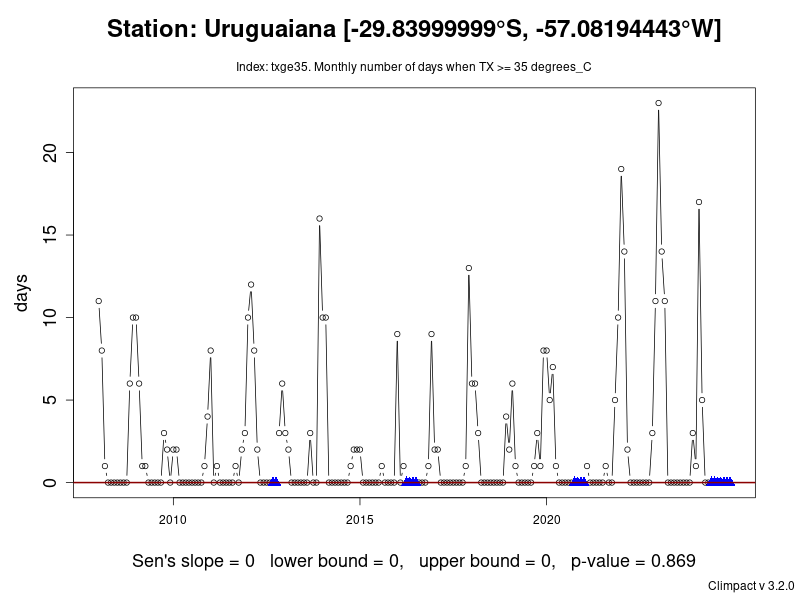 Station: Uruguaiana [-29.83999999°S, -57.08194443°W]
Index: txge35. Monthly number of days when TX >= 35 degrees_C
days
20
15
10
5
0
2010 2015 2020
Sen's slope = 0 lower bound = 0, upper bound = 0, p-value = 0.869
Climpact v 3.2.0